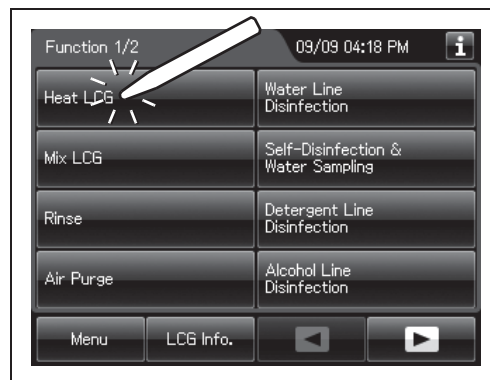 Function 1/2
09/09 04:18 PM
i
Heat LCG
Water Line
Disinfection
Mix LCG
Self-Disinfection &
Water Sampling
Rinse
Detergent Line
Disinfection
Air Purge
Alcohol Line
Disinfection
Menu
LCG Info.